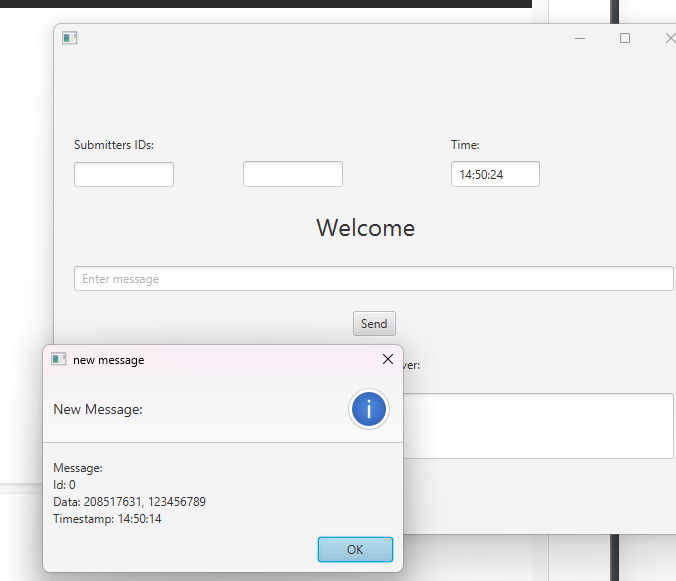 Submitters IDs:
Time:
14:50:24
Welcome
Enter message
Send
ver:
new message
New Message:
i
Message:
Id: 0
Data: 208517631, 123456789
Timestamp: 14:50:14
OK